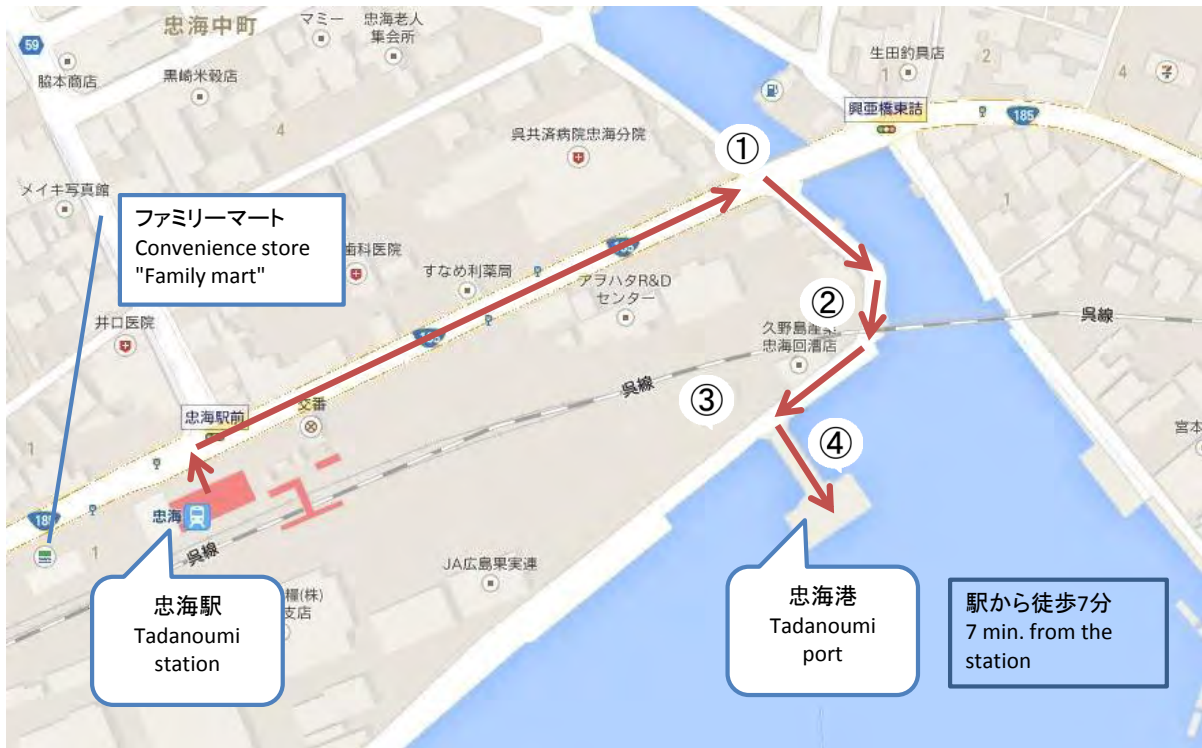 忠海中町
マミー
忠海老人
集会所
59
脇本商店
黒崎米穀店
生田釣具店
1
2
4
興亜橋東詰
185
4
呉共済病院忠海分院
①
メイキ写真館
ファミリーマート
Convenience store
"Family mart"
歯科医院
すなめり薬局
アヲハタR&D
センター
1
②
久野島産業
忠海回漕店
呉線
井口医院
呉線
③
忠海駅前
交番
④
宮本
1
185
忠海
1
呉線
JA広島果実連
糧(株)
支店
忠海駅
Tadanoumi
station
忠海港
Tadanoumi
port
駅から徒歩7分
7 min. from the
station